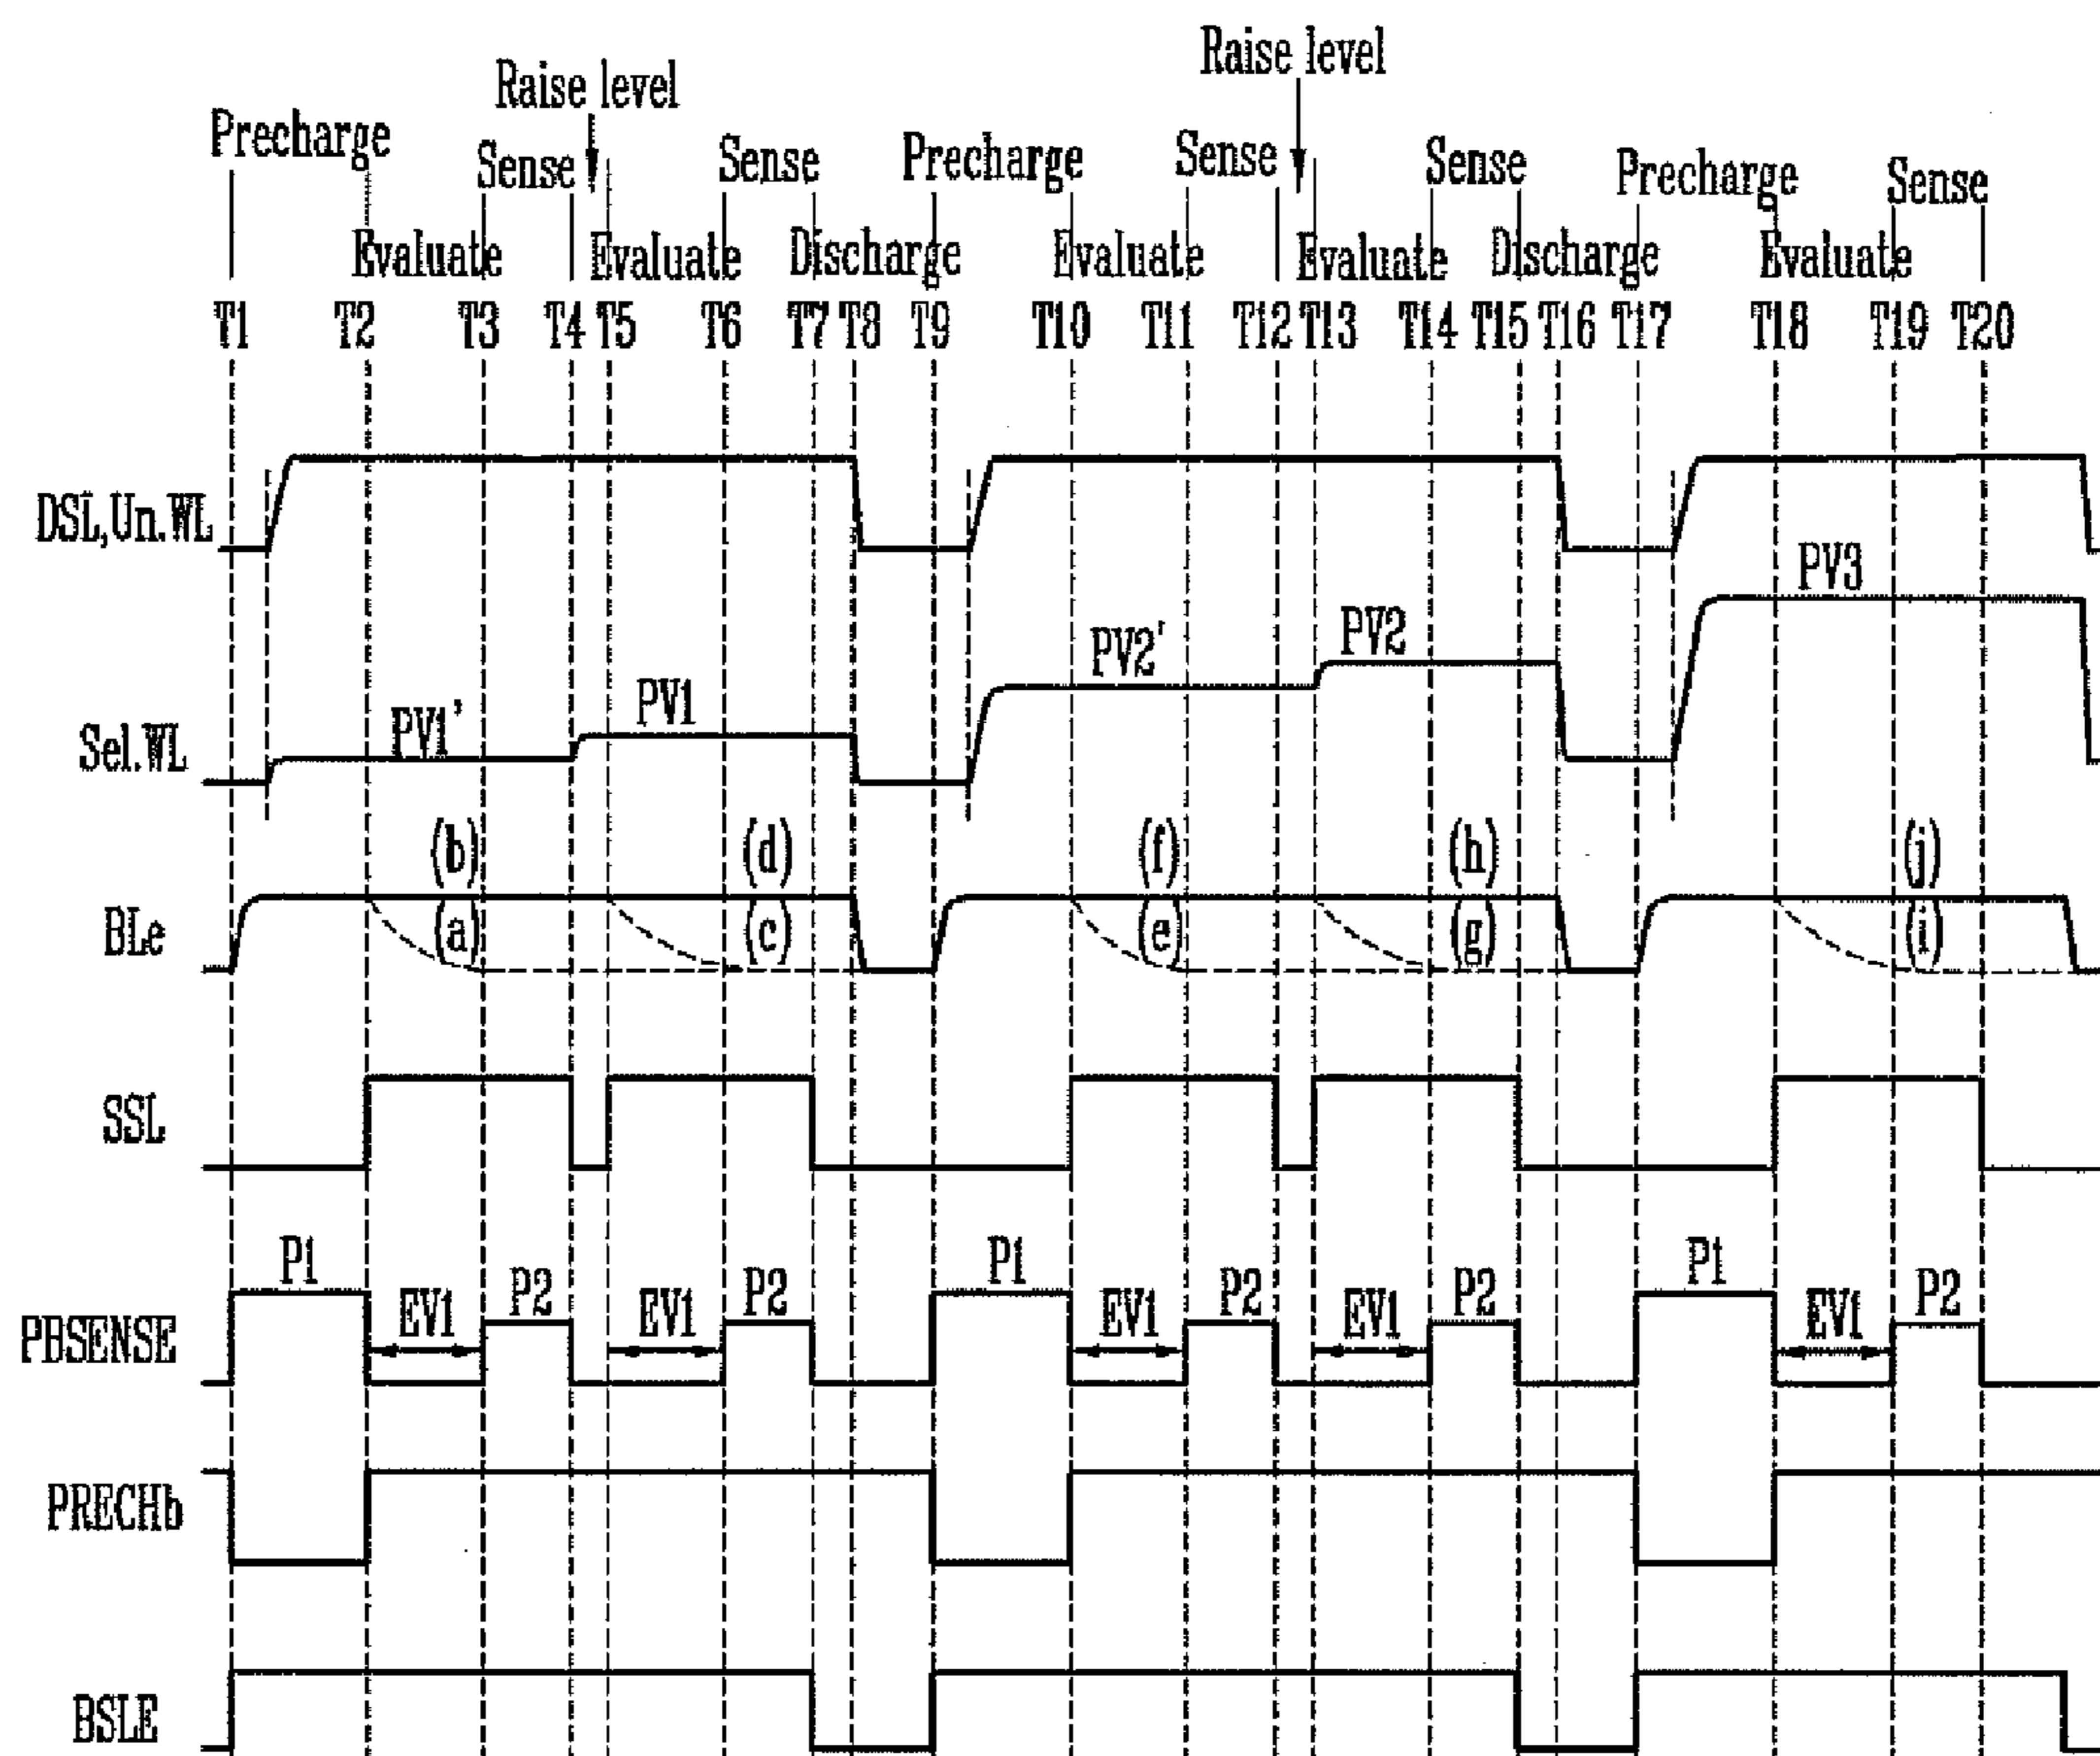 Raise level
Raise level
Precharge
Sense
Sense
Precharge
Sense
Sense
Precharge
Sense
Evaluate
Evaluate
Discharge
Evaluate
Evaluate
Discharge
Evaluate
T1 T2 T3 T4 T5 T6 T7 T8 T9 T10 T11 T12 T13 T14 T15 T16 T17 T18 T19 T20
DSL,Un.WL
PV3
PV2
PV2'
PV1
PV1'
Sel.WL
(b) (d) (f) (h) (j)
BLe
(a) (c) (e) (g) (i)
SSL
P1 P1 P1
EV1 P2 EV1 P2 EV1 P2 EV1 P2 EV1 P2
PBSENSE
PRECHb
BSLE